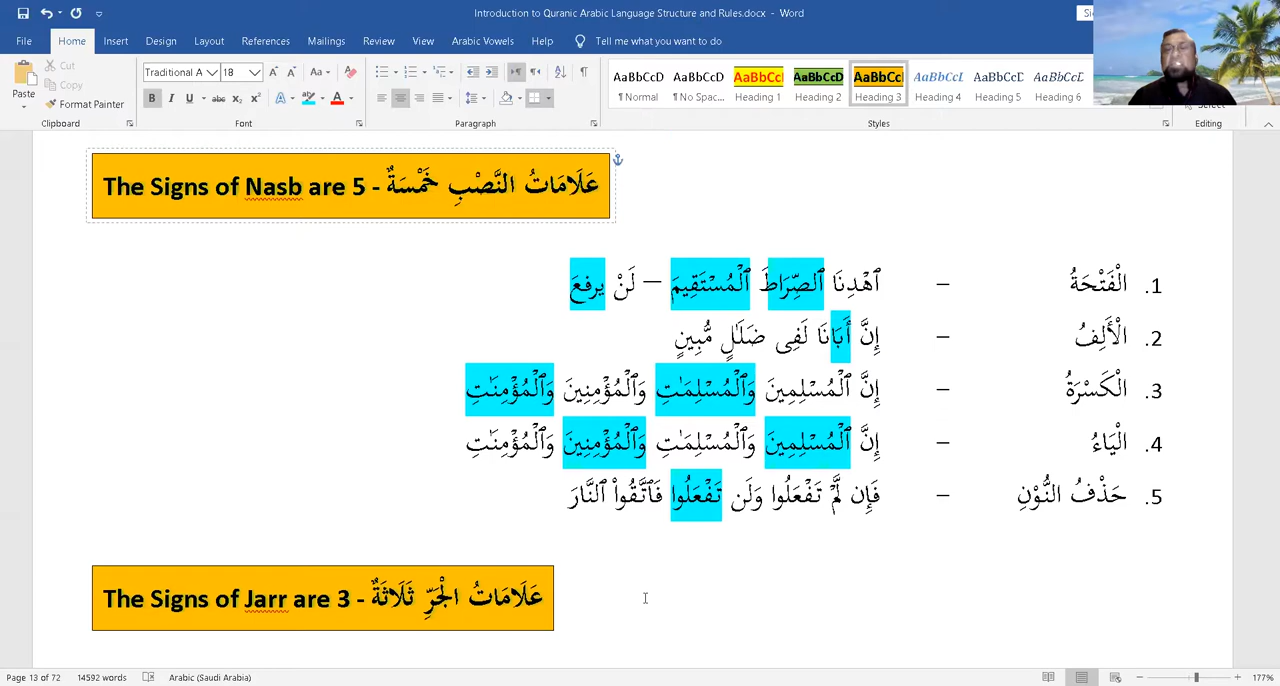 Introduction to Quranic Arabic Language Structure and Rules.docx - Word
File Home Insert Design Layout References Mailings Review View Arabic Vowels Help Tell me what you want to do
Paste Cut Copy Format Painter
Traditional A 18
AaBbCcD AaBbCcD AaBbCc AaBbCcD AaBbCc AaBbCcD AaBbCcD AaBbCcD
¶ Normal ¶ No Spac... Heading 1 Heading 2 Heading 3 Heading 4 Heading 5 Heading 6
Clipboard Font Paragraph Styles Editing
The Signs of Nasb are 5 - عَلَامَاتُ النَّصْبِ خَمْسَةٌ
1. الْفَتْحَةُ – ٱهْدِنَا ٱلصِّرَاطَ ٱلْمُسْتَقِيمَ – لَنْ يرفعَ
2. الْأَلِفُ – إِنَّ أَبَانَا لَفِى ضَلَٰلٍ مُّبِينٍ
3. الْكَسْرَةُ – إِنَّ ٱلْمُسْلِمِينَ وَٱلْمُسْلِمَٰتِ وَٱلْمُؤْمِنِينَ وَٱلْمُؤْمِنَٰتِ
4. الْيَاءُ – إِنَّ ٱلْمُسْلِمِينَ وَٱلْمُسْلِمَٰتِ وَٱلْمُؤْمِنِينَ وَٱلْمُؤْمِنَٰتِ
5. حَذْفُ النُّوْنِ – فَإِن لَّمْ تَفْعَلُوا وَلَن تَفْعَلُوا فَٱتَّقُوا۟ ٱلنَّارَ
The Signs of Jarr are 3 - عَلَامَاتُ الْجَرِّ ثَلَاثَةٌ
Page 13 of 72 14592 words Arabic (Saudi Arabia) 177%